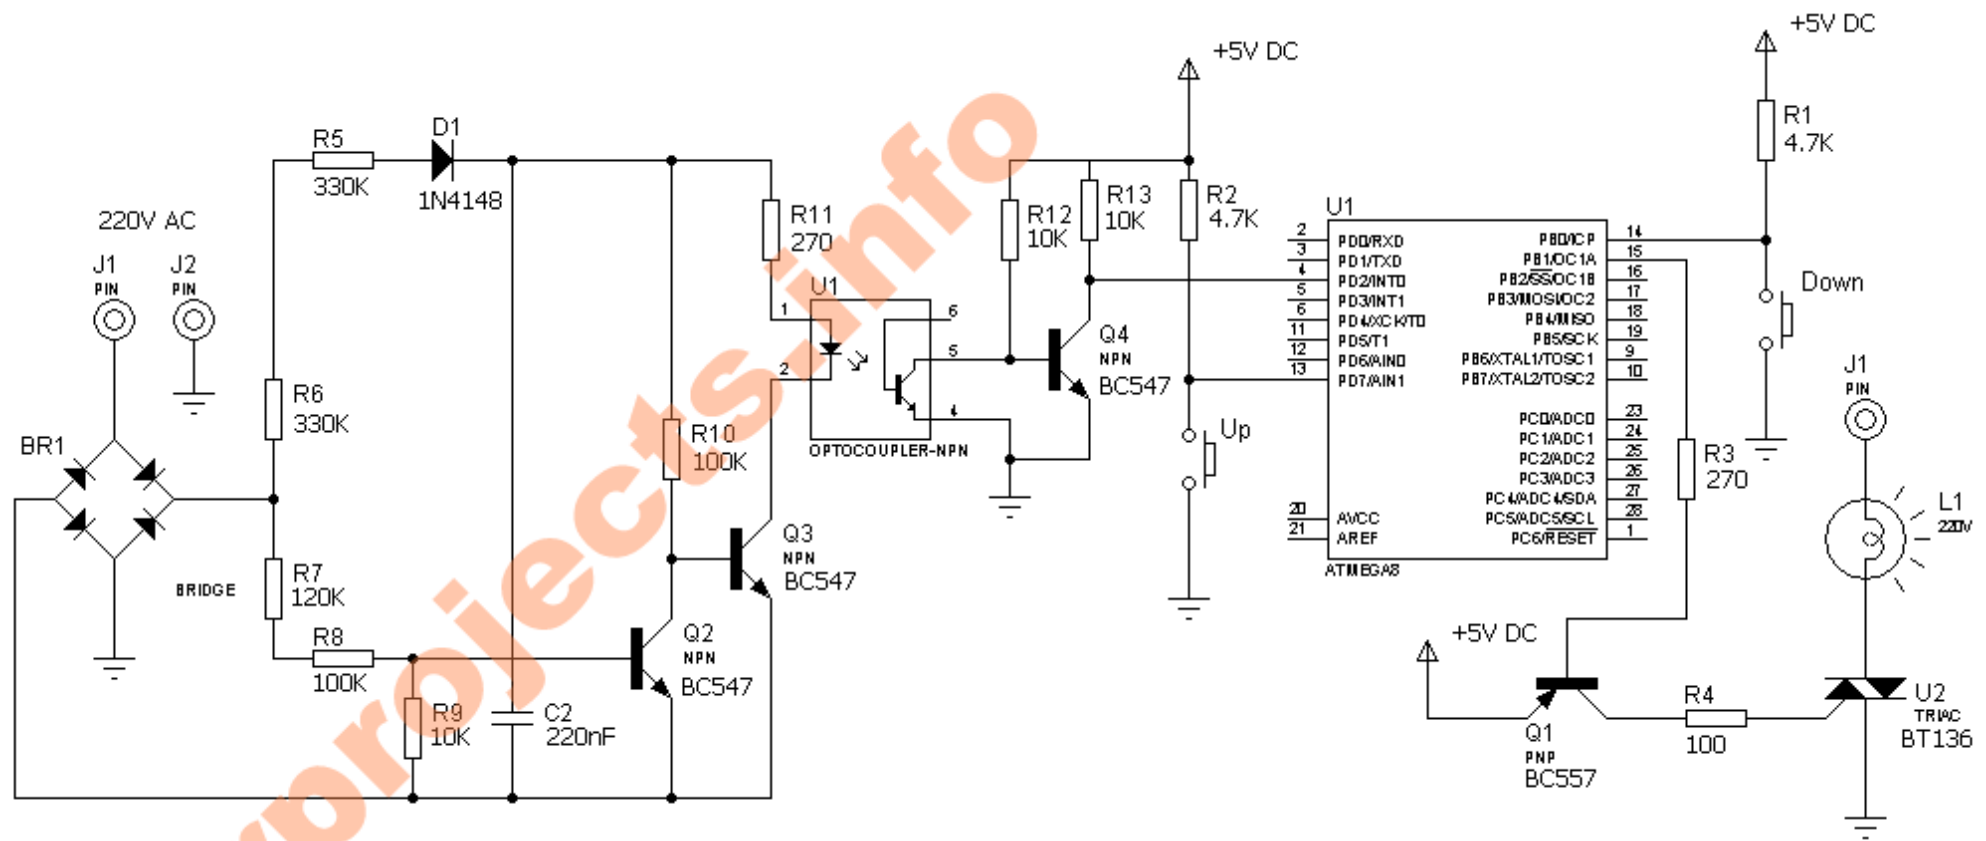 +5V DC
+5V DC
R1
4.7K
D1
R5
330K
1N4148
R11
270
R12
10K
R13
10K
R2
4.7K
220V AC
J1
PIN
J2
PIN
U1
1
2
6
5
4
OPTOCOUPLER-NPN
Q4
NPN
BC547
U1
2 PD0/RXD
3 PD1/TXD
4 PD2/INT0
5 PD3/INT1
6 PD4/XCK/T0
11 PD5/T1
12 PD6/AIN0
13 PD7/AIN1
20 AVCC
21 AREF
PB0/ICP 14
PB1/OC1A 15
PB2/SS/OC1B 16
PB3/MOSI/OC2 17
PB4/MISO 18
PB5/SCK 19
PB6/XTAL1/TOSC1 9
PB7/XTAL2/TOSC2 10
PC0/ADC0 23
PC1/ADC1 24
PC2/ADC2 25
PC3/ADC3 26
PC4/ADC4/SDA 27
PC5/ADC5/SCL 28
PC6/RESET 1
ATMEGA8
Down
Up
J1
PIN
R6
330K
BR1
BRIDGE
R7
120K
R8
100K
R9
10K
C2
220nF
R10
100K
Q3
NPN
BC547
Q2
NPN
BC547
R3
270
L1
220V
+5V DC
Q1
PNP
BC557
R4
100
U2
TRIAC
BT136
projects.info